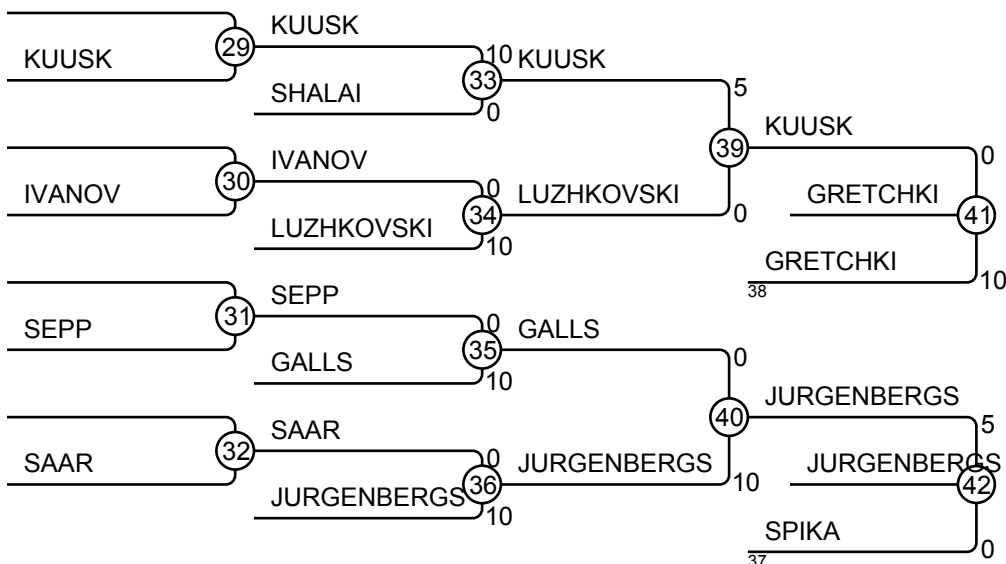 KUUSK
29
KUUSK
10
33
KUUSK
SHALAI
0
5
39
KUUSK
0
IVANOV
30
IVANOV
0
34
LUZHKOVSKI
0
LUZHKOVSKI
10
GRETCHKI
41
GRETCHKI
38
10
SEPP
31
SEPP
0
35
GALLS
0
GALLS
10
40
JURGENBERGS
5
SAAR
32
SAAR
0
36
JURGENBERGS
10
JURGENBERGS
10
JURGENBERGS
42
SPIKA
37
0